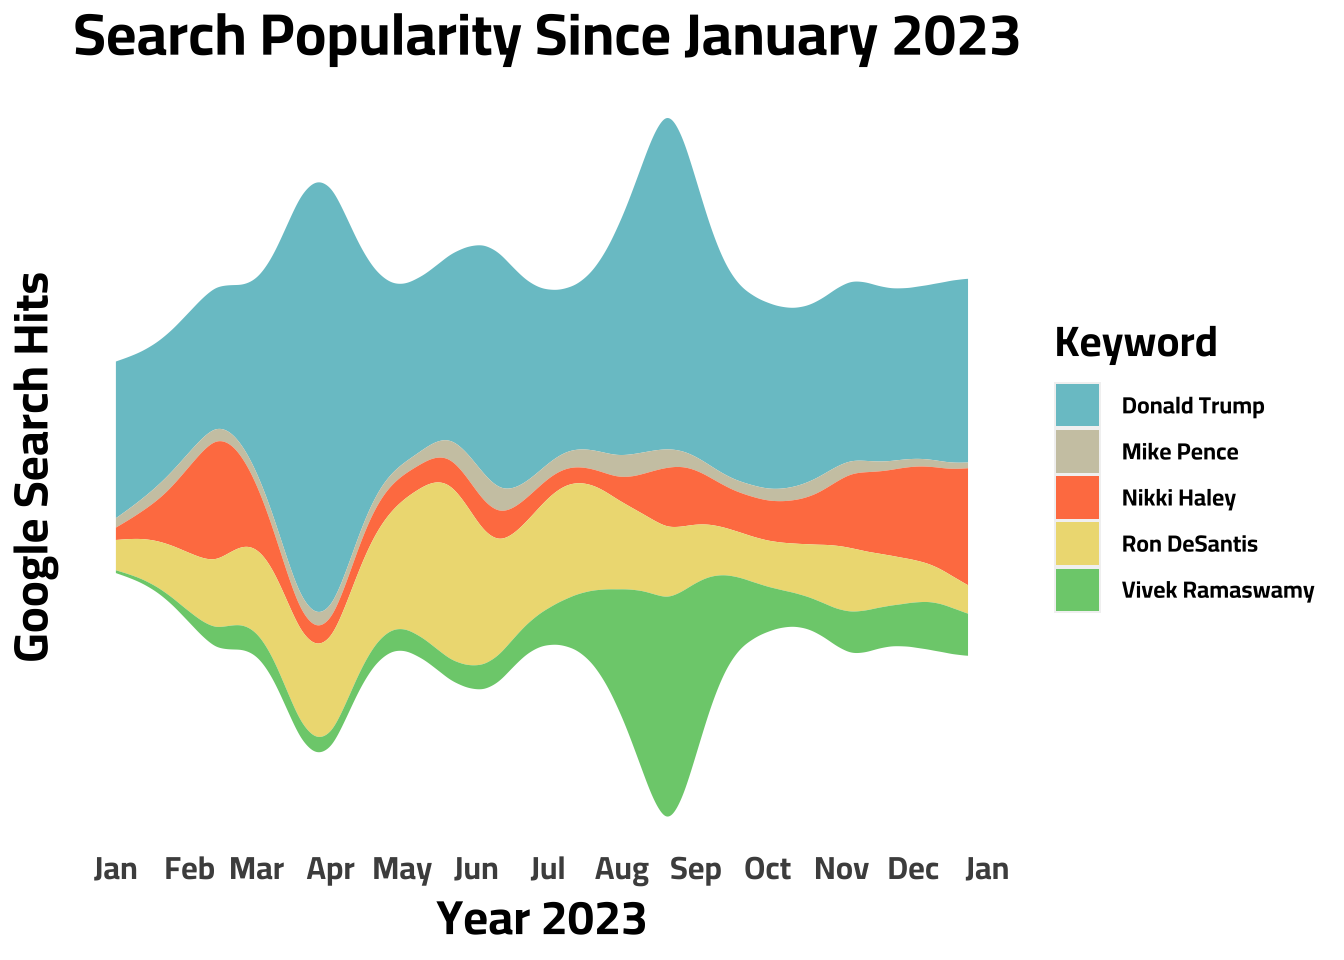 Search Popularity Since January 2023
Google Search Hits
Keyword
Donald Trump
Mike Pence
Nikki Haley
Ron DeSantis
Vivek Ramaswamy
Jan Feb Mar Apr May Jun Jul Aug Sep Oct Nov Dec Jan
Year 2023